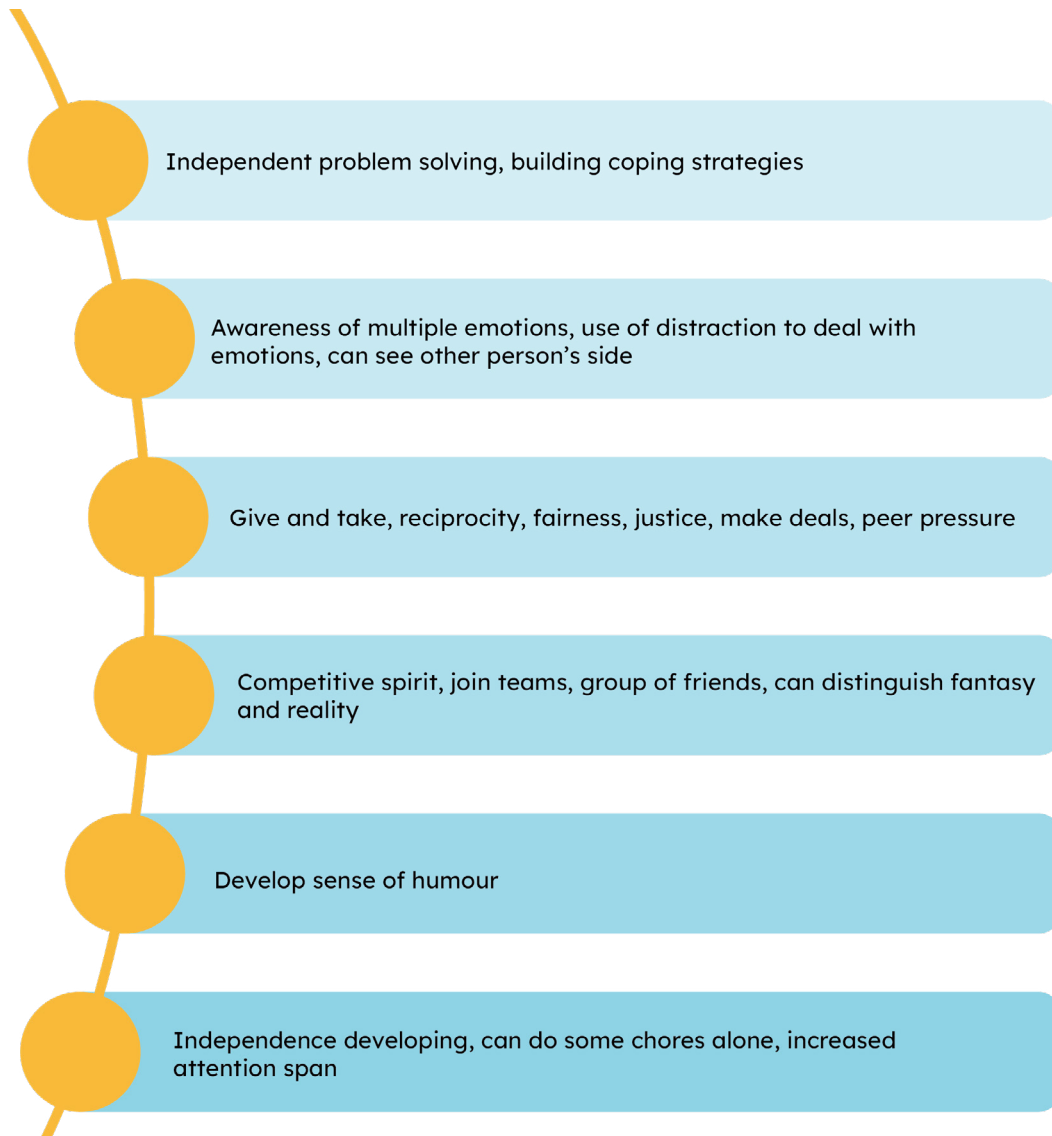 Independent problem solving, building coping strategies
Awareness of multiple emotions, use of distraction to deal with
emotions, can see other person’s side
Give and take, reciprocity, fairness, justice, make deals, peer pressure
Competitive spirit, join teams, group of friends, can distinguish fantasy
and reality
Develop sense of humour
Independence developing, can do some chores alone, increased
attention span